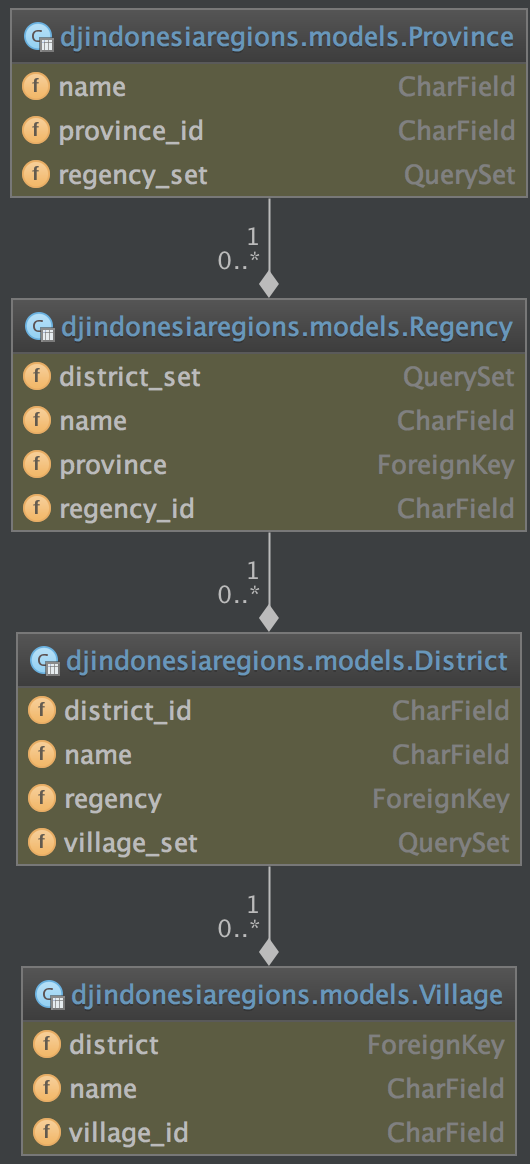 djindonesiaregions.models.Province
name CharField
province_id CharField
regency_set QuerySet
1
0..*
djindonesiaregions.models.Regency
district_set QuerySet
name CharField
province ForeignKey
regency_id CharField
1
0..*
djindonesiaregions.models.District
district_id CharField
name CharField
regency ForeignKey
village_set QuerySet
1
0..*
djindonesiaregions.models.Village
district ForeignKey
name CharField
village_id CharField